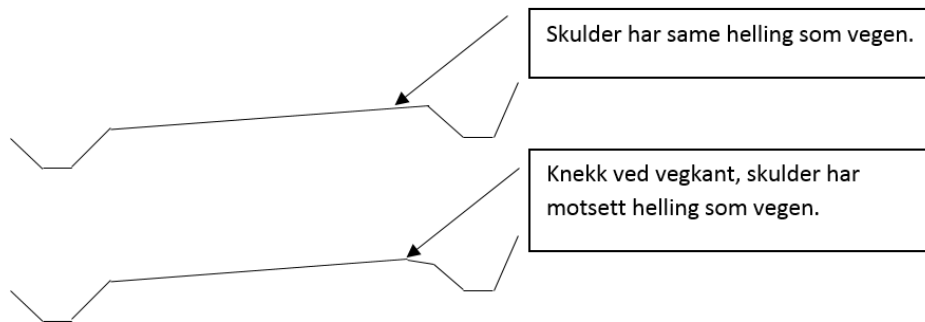 Skulder har same helling som vegen.
Knekk ved vegkant, skulder har
motsett helling som vegen.